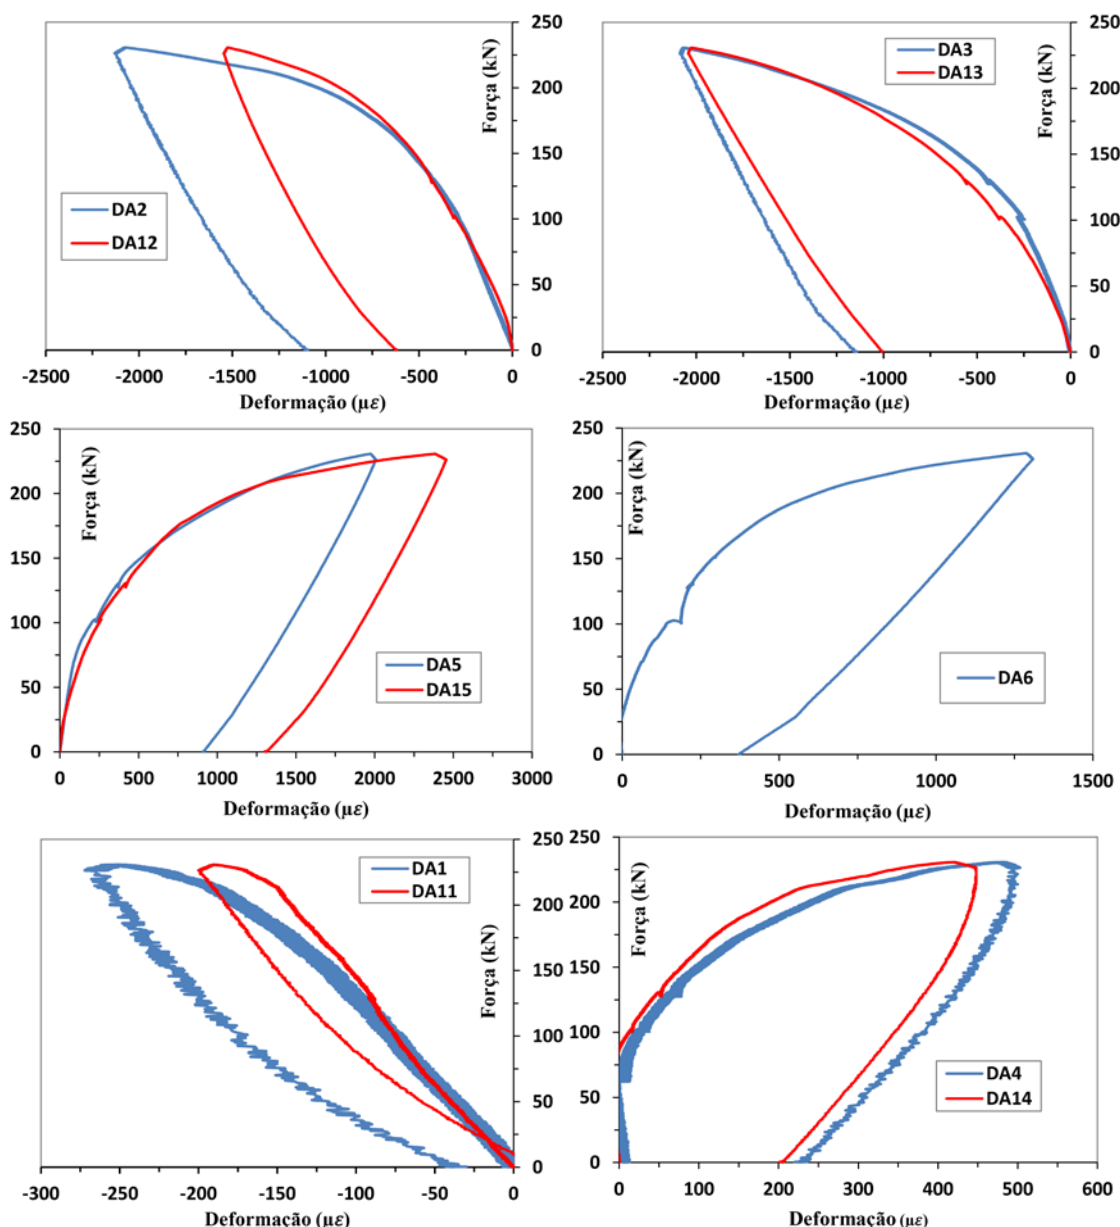 250
200
150
100
50
0
Força (kN)
DA2
DA12
-2500 -2000 -1500 -1000 -500 0
Deformação (µε)
250
200
150
100
50
0
Força (kN)
DA3
DA13
-2500 -2000 -1500 -1000 -500 0
Deformação (µε)
250
200
150
100
50
0
Força (kN)
DA5
DA15
0 500 1000 1500 2000 2500 3000
Deformação (µε)
250
200
150
100
50
0
Força (kN)
DA6
0 500 1000 1500
Deformação (µε)
250
200
150
100
50
0
Força (kN)
DA1
DA11
-300 -250 -200 -150 -100 -50 0
Deformação (µε)
250
200
150
100
50
0
Força (kN)
DA4
DA14
0 100 200 300 400 500 600
Deformação (µε)